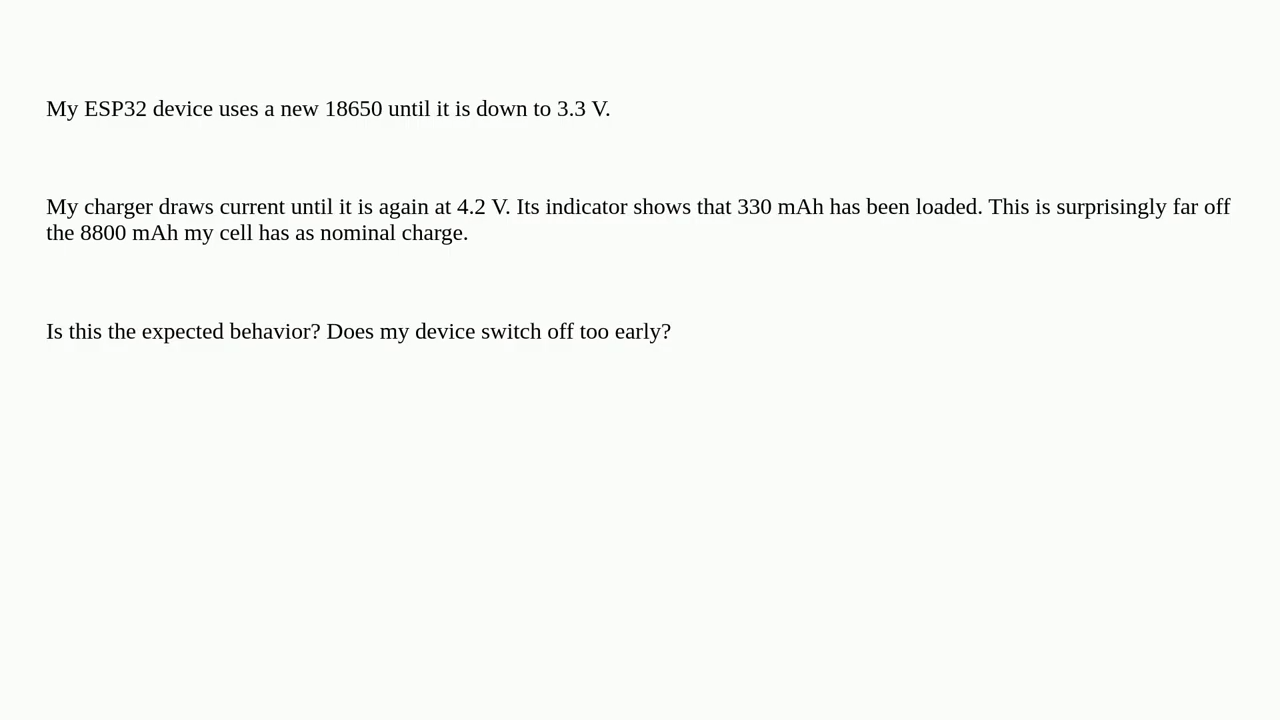 My ESP32 device uses a new 18650 until it is down to 3.3 V.
My charger draws current until it is again at 4.2 V. Its indicator shows that 330 mAh has been loaded. This is surprisingly far off
the 8800 mAh my cell has as nominal charge.
Is this the expected behavior? Does my device switch off too early?